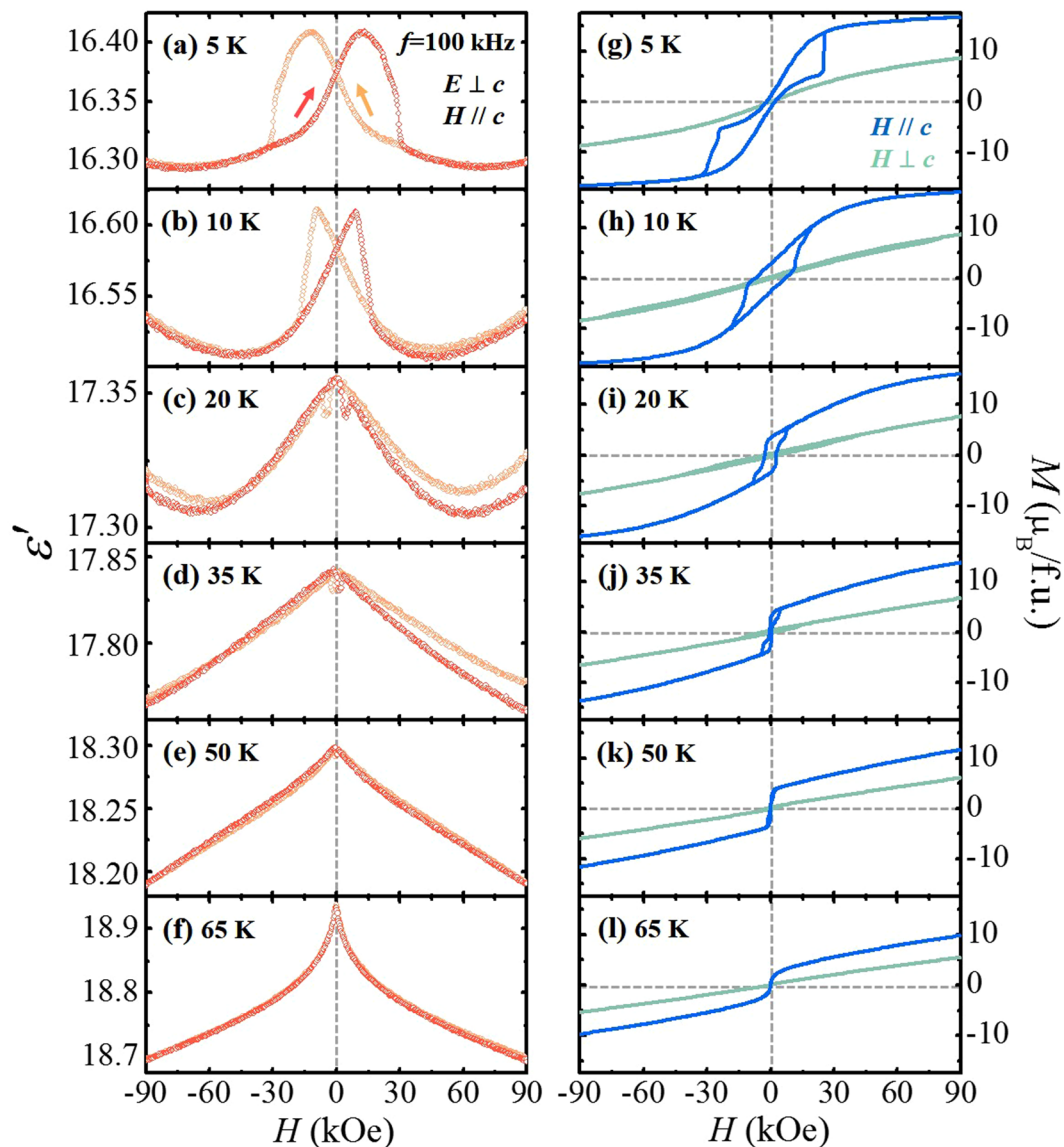 16.40
16.35
16.30
(a) 5 K
f=100 kHz
E ⊥ c
H // c
16.60
16.55
(b) 10 K
17.35
17.30
(c) 20 K
17.85
17.80
(d) 35 K
18.30
18.25
18.20
(e) 50 K
18.9
18.8
18.7
(f) 65 K
ε'
-90 -60 -30 0 30 60 90
H (kOe)
(g) 5 K
H // c
H ⊥ c
10
0
-10
(h) 10 K
10
0
-10
(i) 20 K
10
0
-10
(j) 35 K
10
0
-10
(k) 50 K
10
0
-10
(l) 65 K
10
0
-10
M (μB/f.u.)
-90 -60 -30 0 30 60 90
H (kOe)